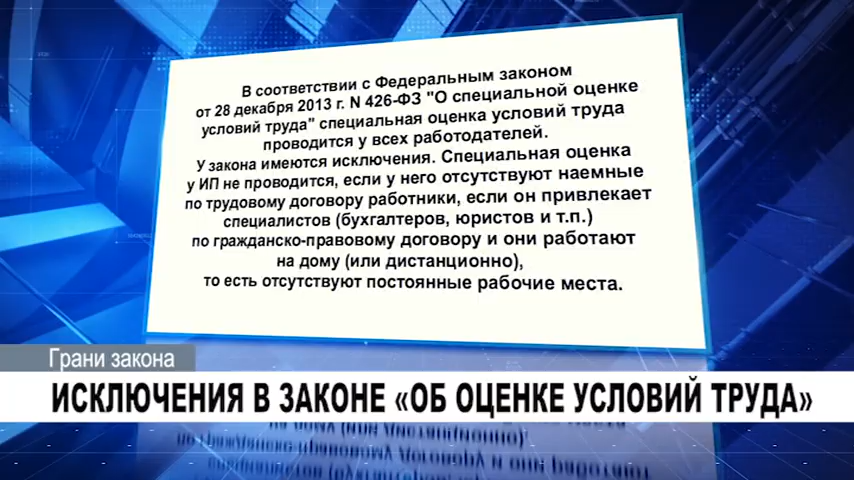 В соответствии с Федеральным законом
от 28 декабря 2013 г. N 426-ФЗ "О специальной оценке
условий труда" специальная оценка условий труда
проводится у всех работодателей.
У закона имеются исключения. Специальная оценка
у ИП не проводится, если у него отсутствуют наемные
по трудовому договору работники, если он привлекает
специалистов (бухгалтеров, юристов и т.п.)
по гражданско-правовому договору и они работают
на дому (или дистанционно),
то есть отсутствуют постоянные рабочие места.
Грани закона
ИСКЛЮЧЕНИЯ В ЗАКОНЕ «ОБ ОЦЕНКЕ УСЛОВИЙ ТРУДА»